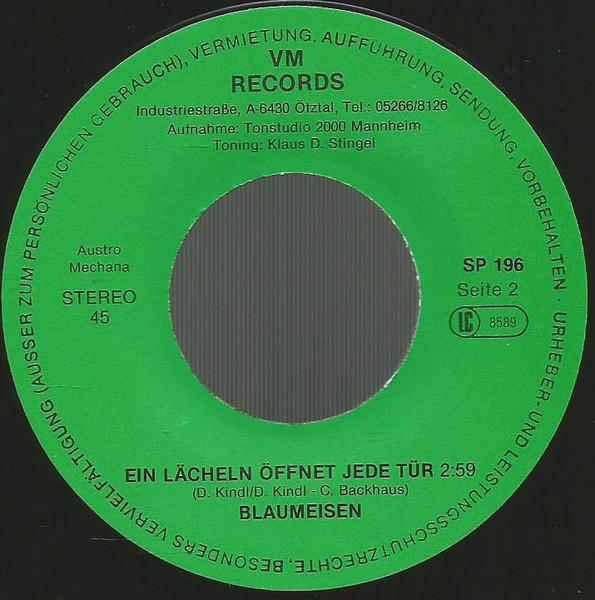 URHEBER- UND LEISTUNGSSCHUTZRECHTE, BESONDERS VERVIELFÄLTIGUNG (AUSSER ZUM PERSÖNLICHEN GEBRAUCH), VERMIETUNG, AUFFÜHRUNG, SENDUNG, VORBEHALTEN ·
VM
RECORDS
Industriestraße, A-6430 Ötztal, Tel.: 05266/8126
Aufnahme: Tonstudio 2000 Mannheim
Toning: Klaus D. Stingel
Austro
Mechana
STEREO
45
SP 196
Seite 2
LC 8589
EIN LÄCHELN ÖFFNET JEDE TÜR 2:59
(D. Kindl/D. Kindl - C. Backhaus)
BLAUMEISEN